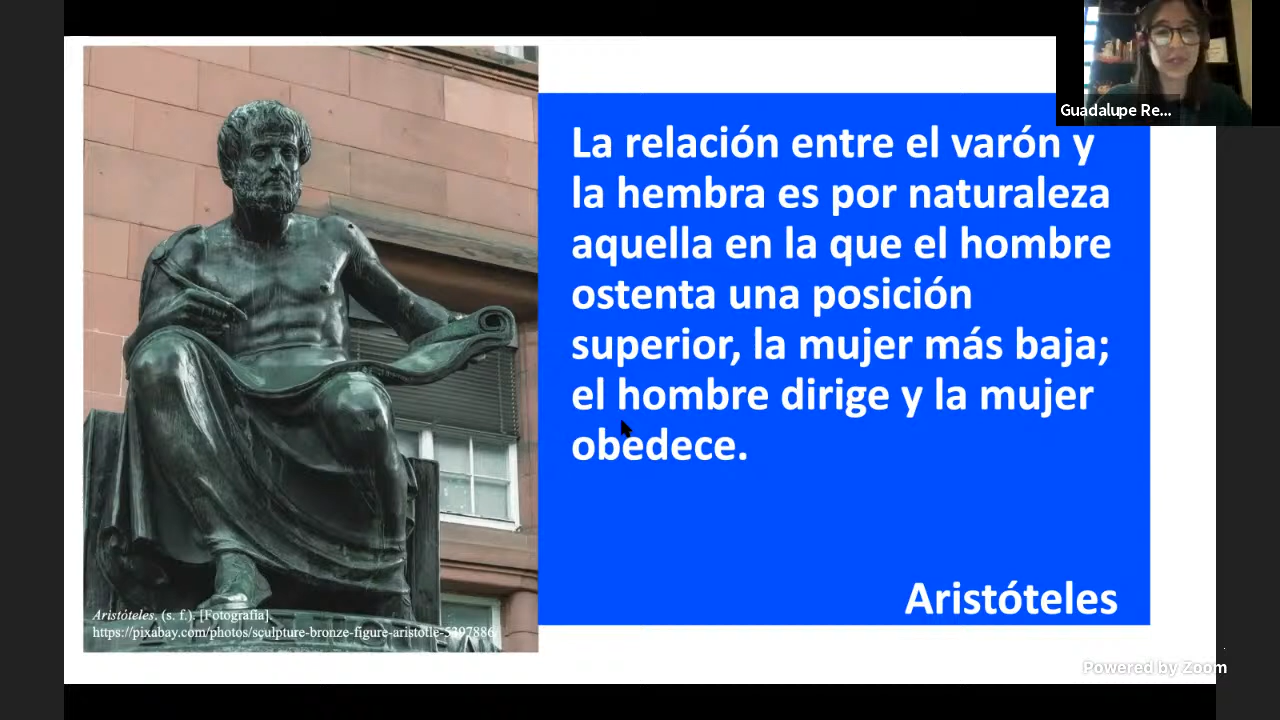 Guadalupe Re...
La relación entre el varón y
la hembra es por naturaleza
aquella en la que el hombre
ostenta una posición
superior, la mujer más baja;
el hombre dirige y la mujer
obedece.
Aristóteles
Aristóteles. (s. f.). [Fotografía].
https://pixabay.com/photos/sculpture-bronze-figure-aristotle-5397886/
Powered by Zoom